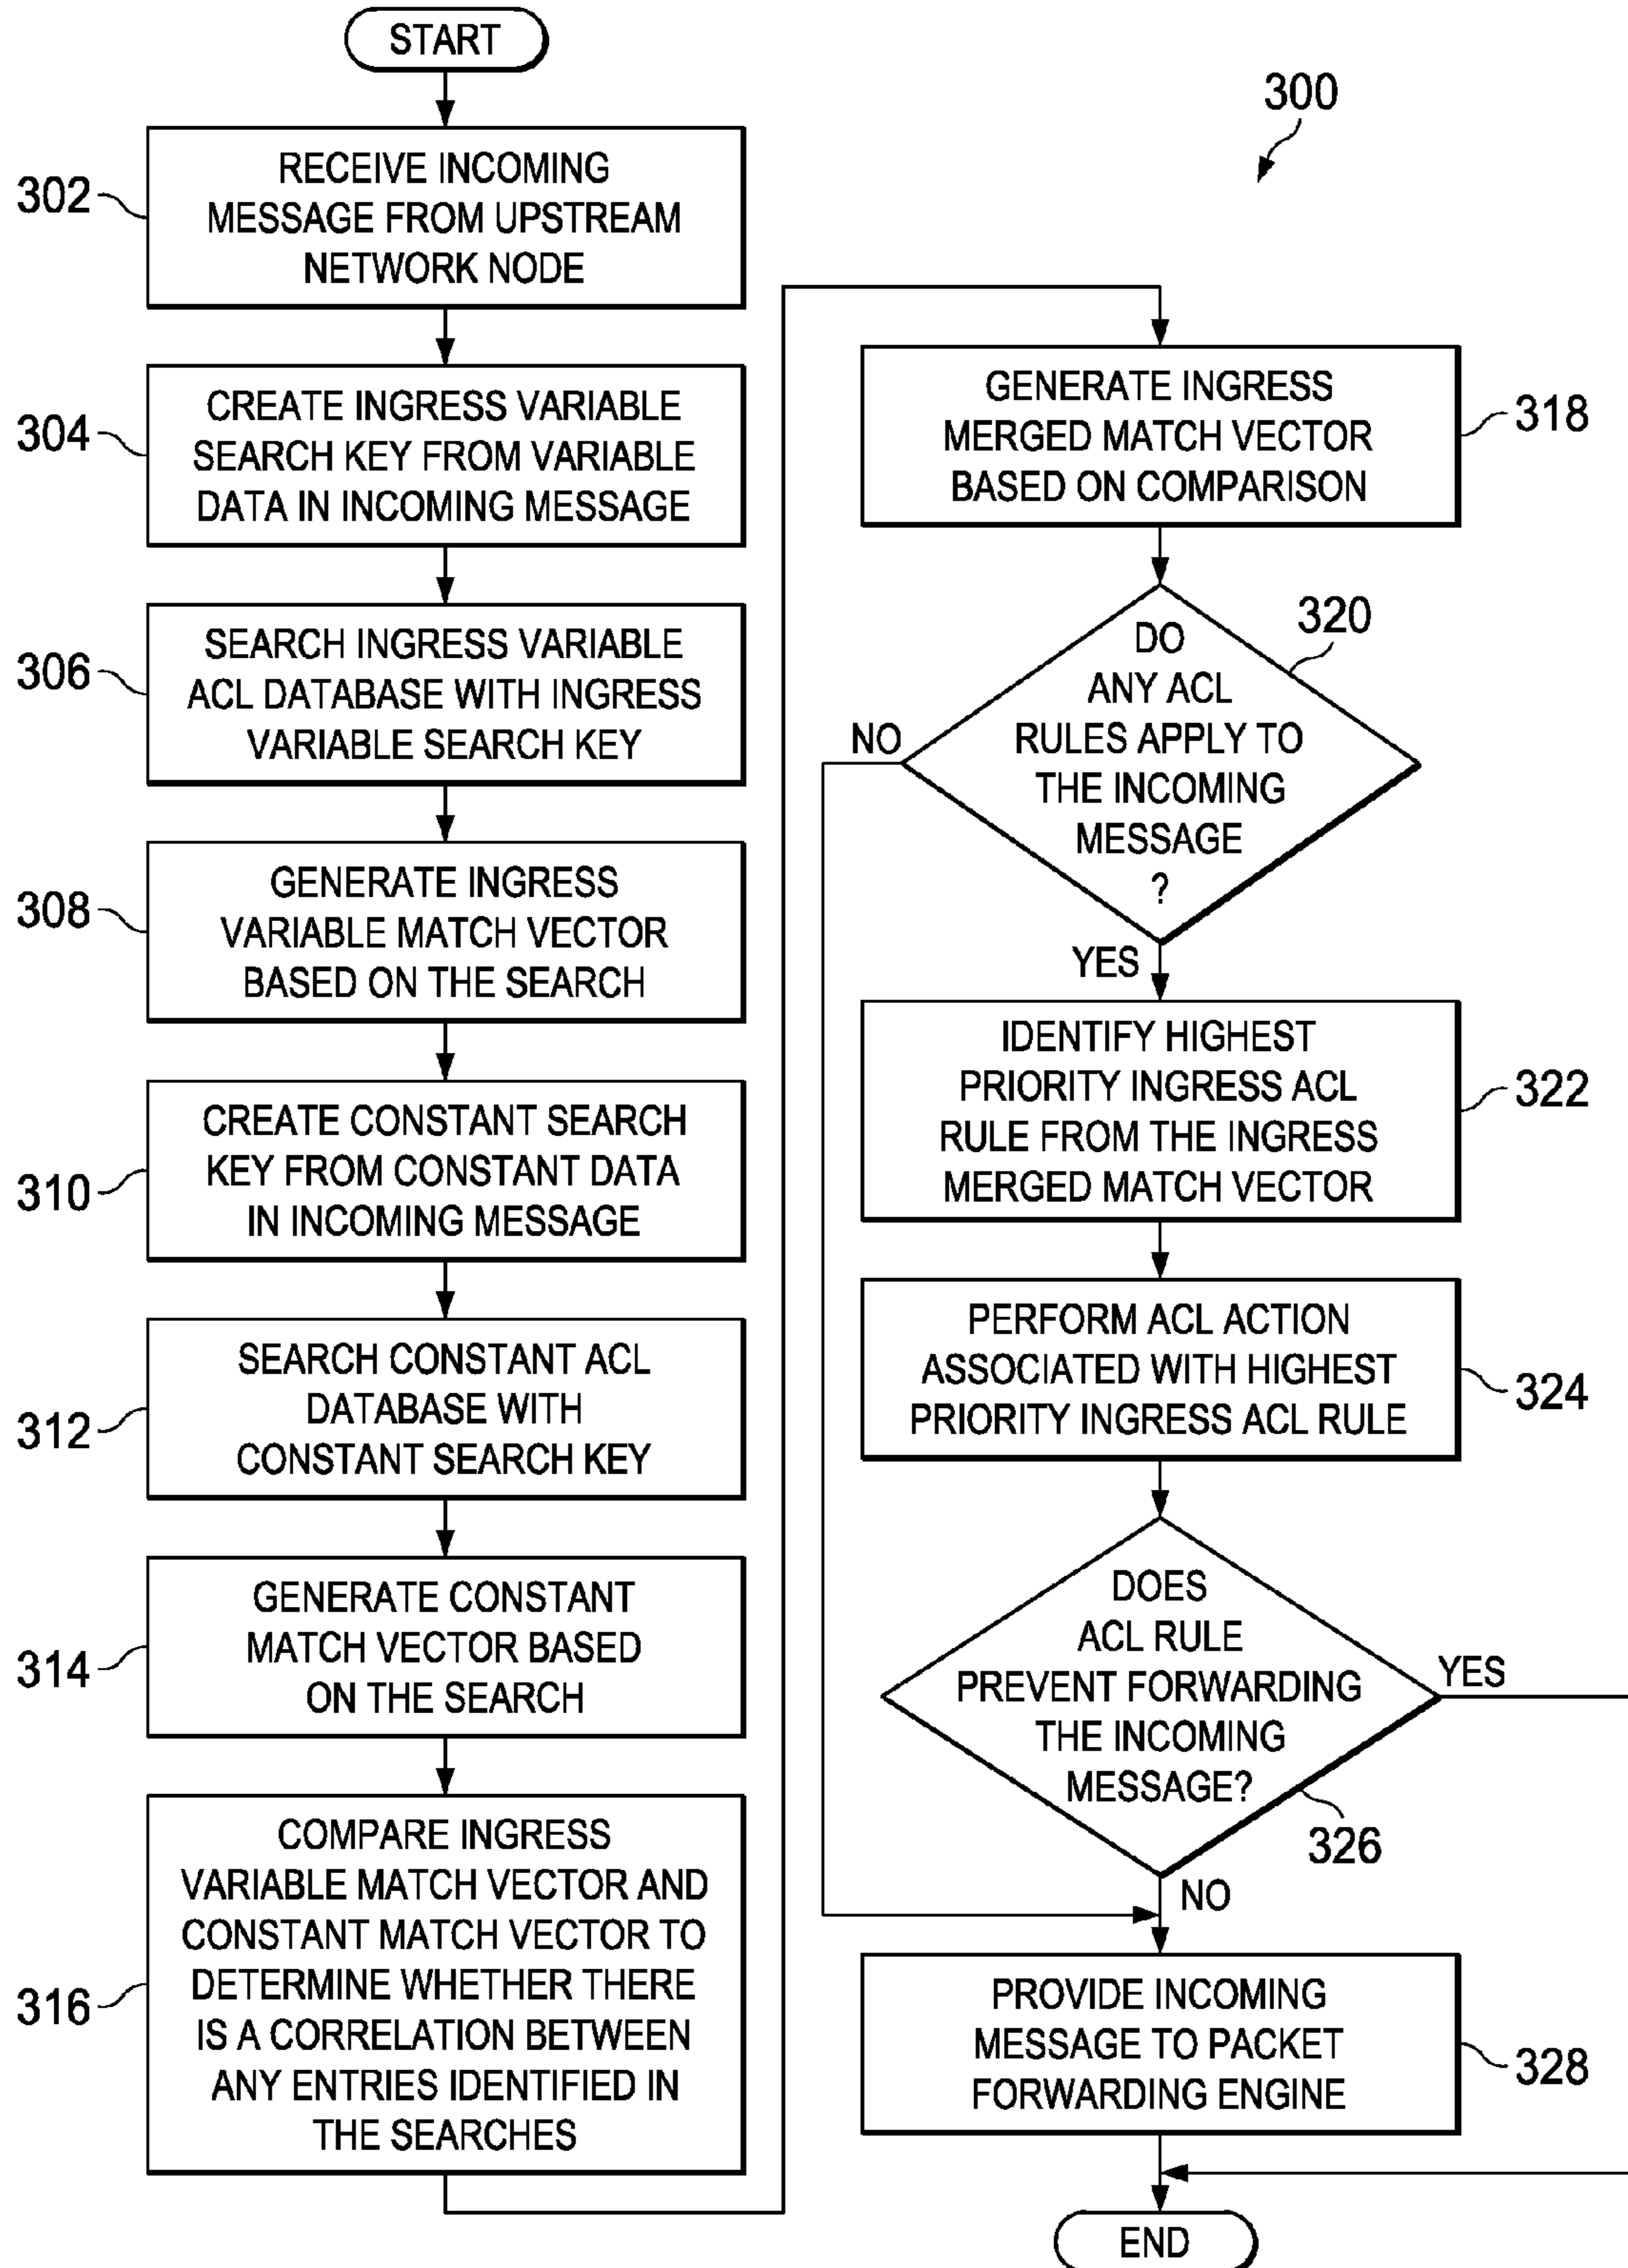 START
302
RECEIVE INCOMING
MESSAGE FROM UPSTREAM
NETWORK NODE
304
CREATE INGRESS VARIABLE
SEARCH KEY FROM VARIABLE
DATA IN INCOMING MESSAGE
306
SEARCH INGRESS VARIABLE
ACL DATABASE WITH INGRESS
VARIABLE SEARCH KEY
308
GENERATE INGRESS
VARIABLE MATCH VECTOR
BASED ON THE SEARCH
310
CREATE CONSTANT SEARCH
KEY FROM CONSTANT DATA
IN INCOMING MESSAGE
312
SEARCH CONSTANT ACL
DATABASE WITH
CONSTANT SEARCH KEY
314
GENERATE CONSTANT
MATCH VECTOR BASED
ON THE SEARCH
316
COMPARE INGRESS
VARIABLE MATCH VECTOR AND
CONSTANT MATCH VECTOR TO
DETERMINE WHETHER THERE
IS A CORRELATION BETWEEN
ANY ENTRIES IDENTIFIED IN
THE SEARCHES
300
GENERATE INGRESS
MERGED MATCH VECTOR
BASED ON COMPARISON
318
DO
ANY ACL
RULES APPLY TO
THE INCOMING
MESSAGE
?
320
NO
YES
IDENTIFY HIGHEST
PRIORITY INGRESS ACL
RULE FROM THE INGRESS
MERGED MATCH VECTOR
322
PERFORM ACL ACTION
ASSOCIATED WITH HIGHEST
PRIORITY INGRESS ACL RULE
324
DOES
ACL RULE
PREVENT FORWARDING
THE INCOMING
MESSAGE?
YES
326
NO
PROVIDE INCOMING
MESSAGE TO PACKET
FORWARDING ENGINE
328
END